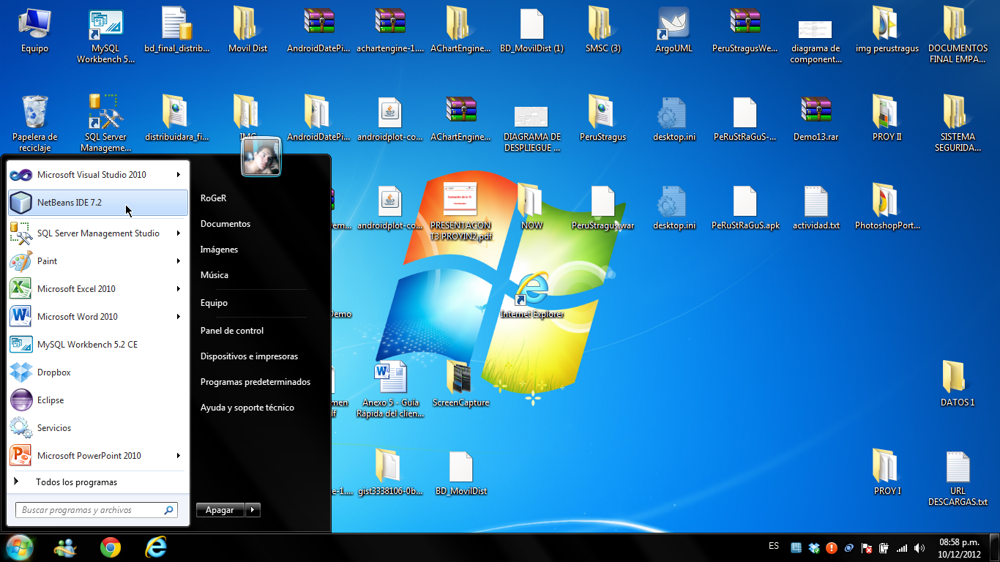 Equipo
MySQL
Workbench 5...
bd_final_distrib...
Movil Dist
AndroidDatePi...
achartengine-1....
AChartEngine...
BD_MovilDist (1)
SMSC (3)
ArgoUML
PeruStragusWe...
diagrama de
component...
img perustragus
DOCUMENTOS
FINAL EMPA...
Papelera de
reciclaje
SQL Server
Manageme...
distribuidara_fi...
IMG
AndroidDatePi...
androidplot-co...
AChartEngine...
DIAGRAMA DE
DESPLIEGUE ...
PeruStragus
desktop.ini
PeRuStRaGuS-...
Demo13.rar
PROY II
SISTEMA
SEGURIDA...
em...
androidplot-co...
PRESENTACON
T3 PROYIN2.pdf
NOW
PeruStragus.war
desktop.ini
PeRuStRaGuS.apk
actividad.txt
PhotoshopPort...
Demo
Internet Explorer
men
df
Anexo 5 - Guía
Rápida del clien...
ScreenCapture
DATOS 1
e-1....
gist3338106-0b...
BD_MovilDist
PROY I
URL
DESCARGAS.txt
Microsoft Visual Studio 2010
NetBeans IDE 7.2
SQL Server Management Studio
Paint
Microsoft Excel 2010
Microsoft Word 2010
MySQL Workbench 5.2 CE
Dropbox
Eclipse
Servicios
Microsoft PowerPoint 2010
Todos los programas
Buscar programas y archivos
RoGeR
Documentos
Imágenes
Música
Equipo
Panel de control
Dispositivos e impresoras
Programas predeterminados
Ayuda y soporte técnico
Apagar
ES
08:58 p.m.
10/12/2012